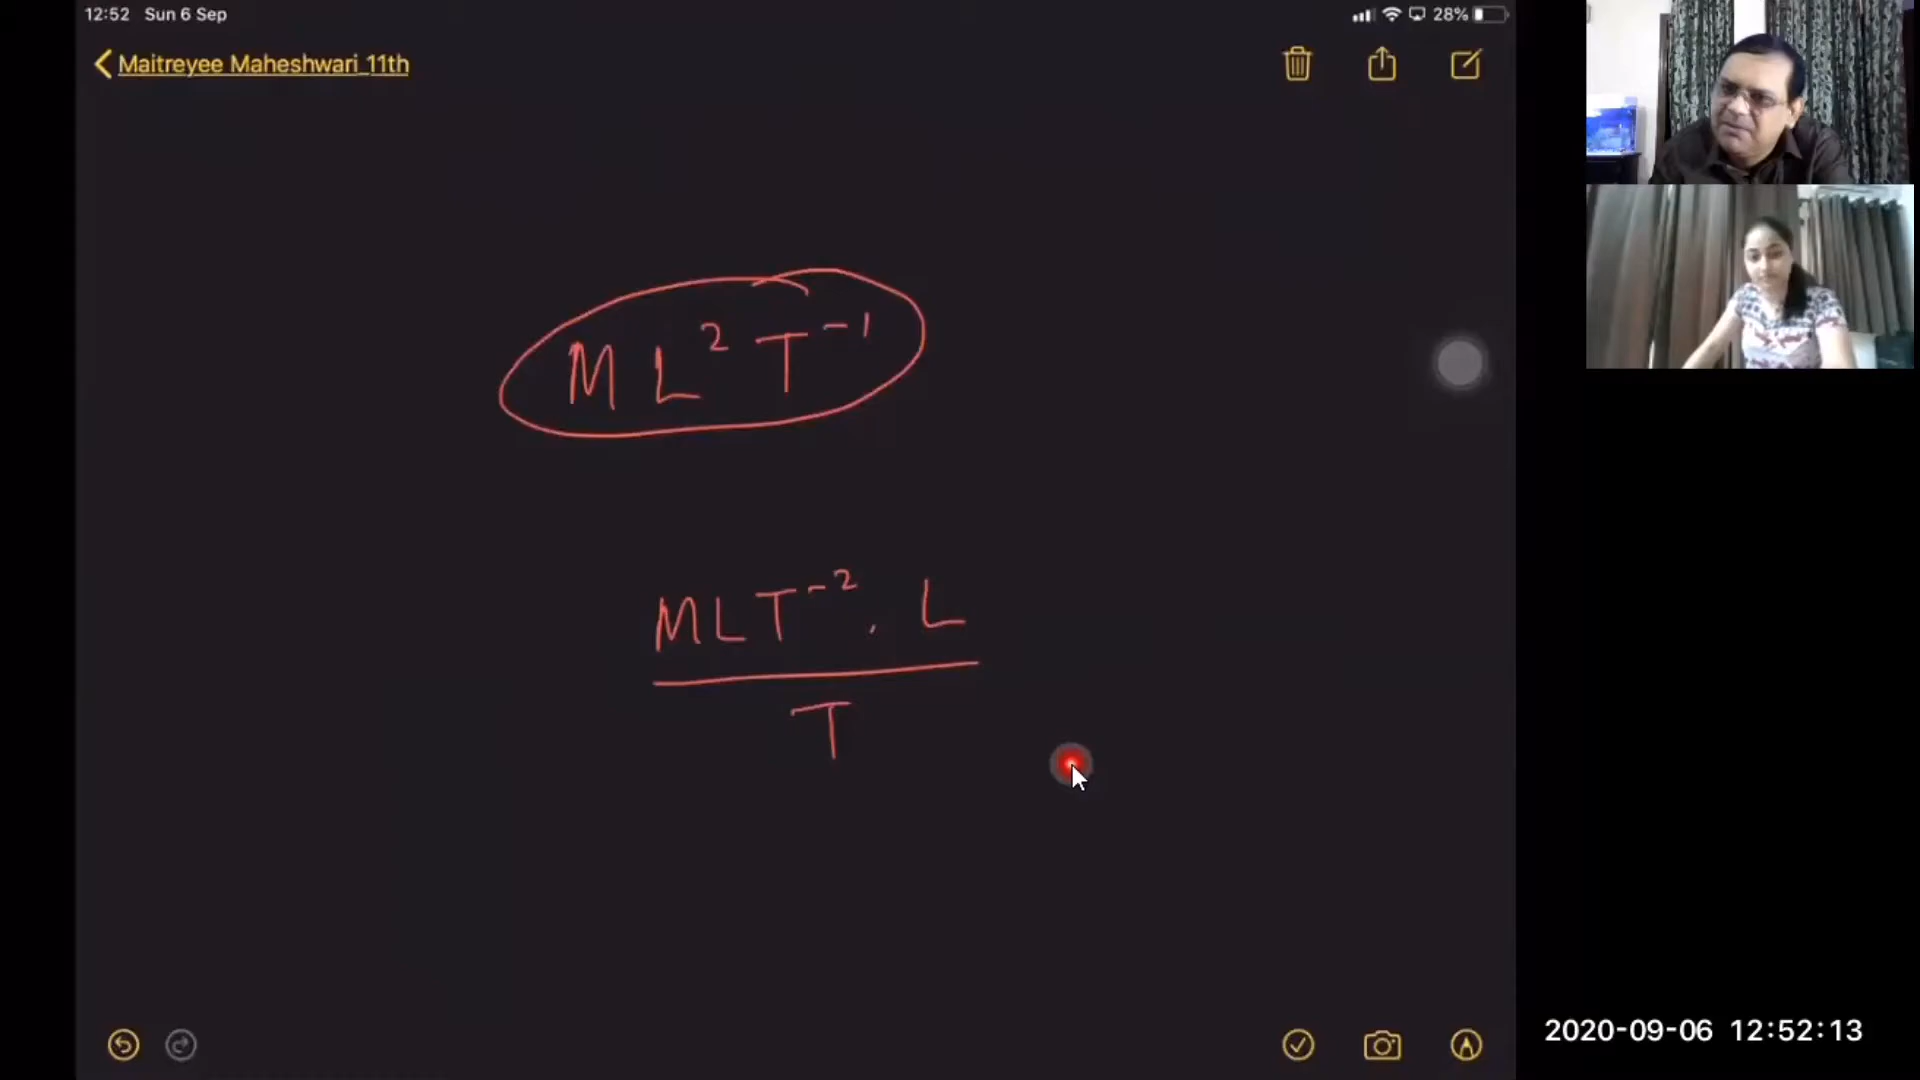 12:52 Sun 6 Sep 28%
Maitreyee Maheshwari_11th
ML²T⁻¹
MLT⁻² . L
T
2020-09-06 12:52:13